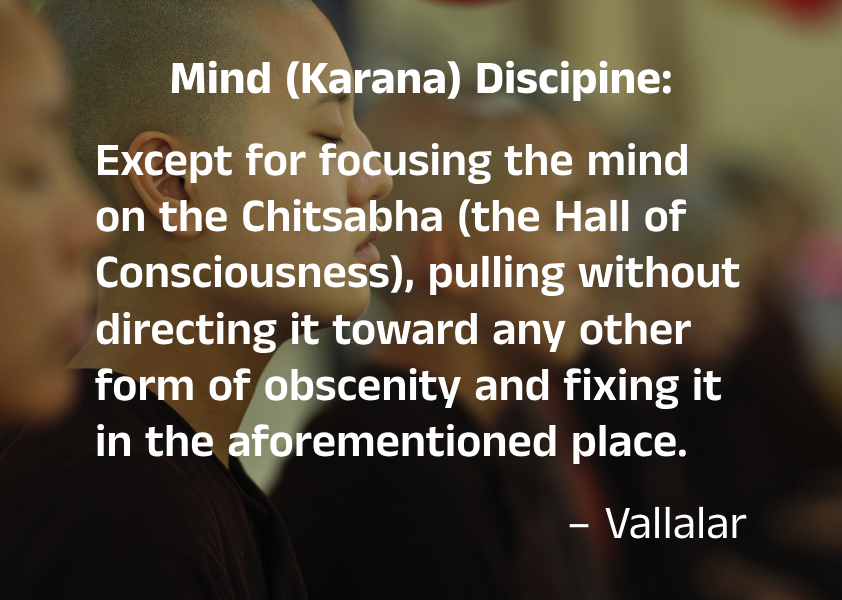 Mind (Karana) Discipine:
Except for focusing the mind
on the Chitsabha (the Hall of
Consciousness), pulling without
directing it toward any other
form of obscenity and fixing it
in the aforementioned place.
– Vallalar